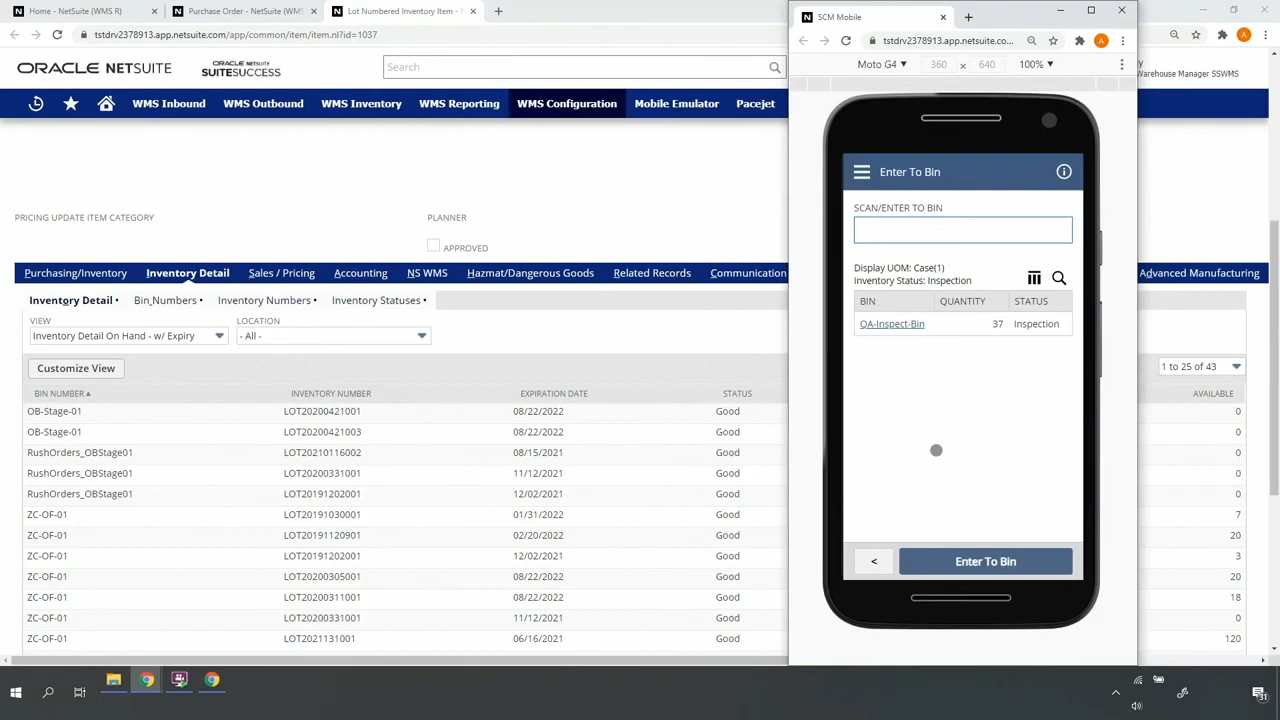 Home - NetSuite (WMS R)
Purchase Order - NetSuite (WMS
Lot Numbered Inventory Item -
tstdrv2378913.app.netsuite.com/app/common/item/item.nl?id=1037
ORACLE NETSUITE
SUITESUCCESS
Search
Warehouse Manager SSWMS
WMS Inbound
WMS Outbound
WMS Inventory
WMS Reporting
WMS Configuration
Mobile Emulator
Pacejet
PRICING UPDATE ITEM CATEGORY
PLANNER
APPROVED
Purchasing/Inventory
Inventory Detail
Sales / Pricing
Accounting
NS WMS
Hazmat/Dangerous Goods
Related Records
Communication
Advanced Manufacturing
Inventory Detail •
Bin Numbers •
Inventory Numbers •
Inventory Statuses •
VIEW
LOCATION
Inventory Detail On Hand - w/ Expiry
- All -
Customize View
1 to 25 of 43
BIN NUMBER INVENTORY NUMBER EXPIRATION DATE STATUS AVAILABLE
OB-Stage-01 LOT20200421001 08/22/2022 Good 0
OB-Stage-01 LOT20200421003 08/22/2022 Good 0
RushOrders_OBStage01 LOT20210116002 08/15/2021 Good 0
RushOrders_OBStage01 LOT20200331001 11/12/2021 Good 0
RushOrders_OBStage01 LOT20191202001 12/02/2021 Good 0
ZC-OF-01 LOT20191030001 01/31/2022 Good 7
ZC-OF-01 LOT20191120901 02/20/2022 Good 20
ZC-OF-01 LOT20191202001 12/02/2021 Good 3
ZC-OF-01 LOT20200305001 08/22/2022 Good 20
ZC-OF-01 LOT20200311001 08/22/2022 Good 18
ZC-OF-01 LOT20200331001 11/12/2021 Good 0
ZC-OF-01 LOT2021131001 06/16/2021 Good 120
SCM Mobile
tstdrv2378913.app.netsuite.co...
A
A
Moto G4
360
x
640
100%
Enter To Bin
SCAN/ENTER TO BIN
Display UOM: Case(1)
Inventory Status: Inspection
BIN QUANTITY STATUS
QA-Inspect-Bin 37 Inspection
<
Enter To Bin
31